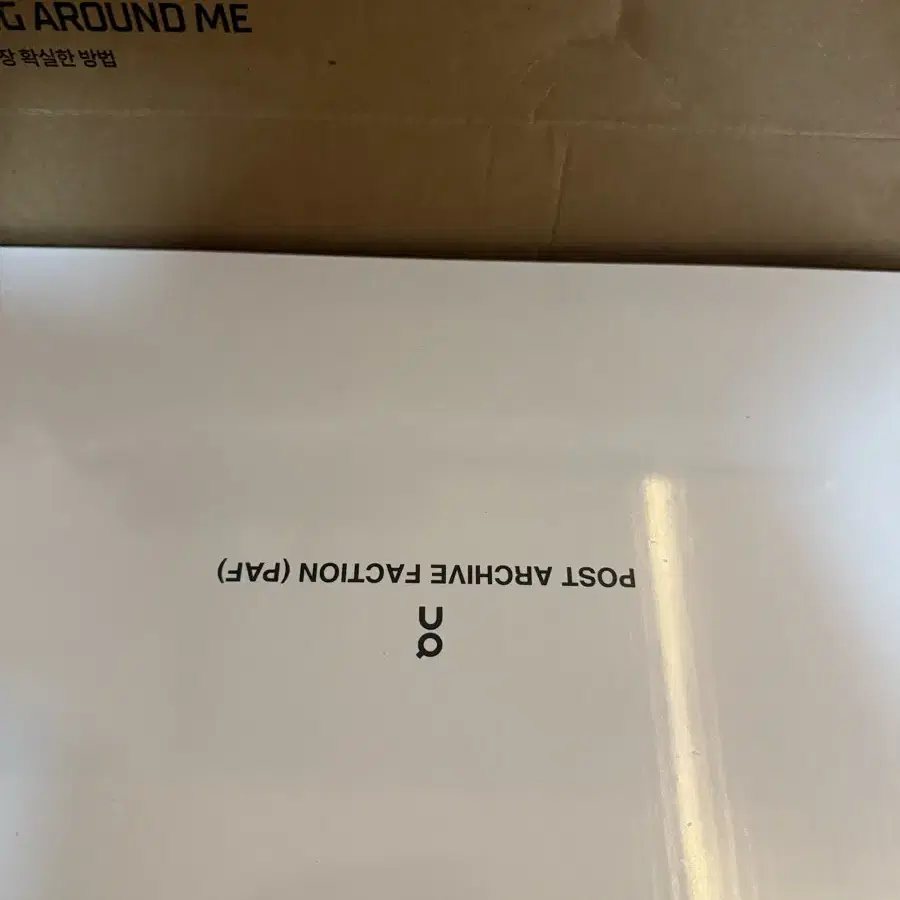 G AROUND ME
장 확실한 방법
POST ARCHIVE FACTION (PAF)
On